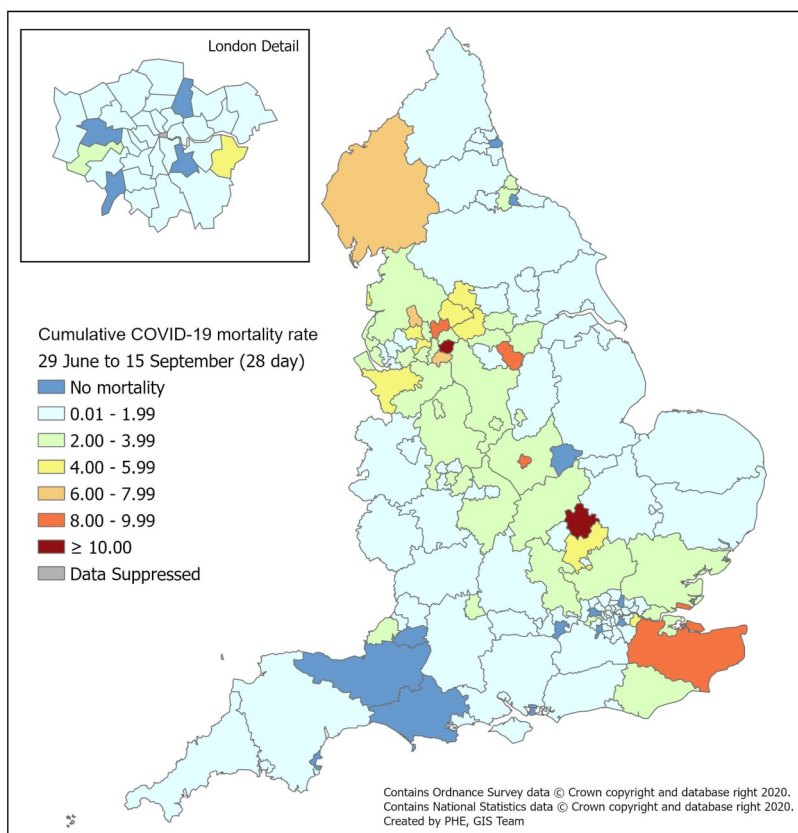 London Detail
Cumulative COVID-19 mortality rate
29 June to 15 September (28 day)
No mortality
0.01 - 1.99
2.00 - 3.99
4.00 - 5.99
6.00 - 7.99
8.00 - 9.99
≥ 10.00
Data Suppressed
Contains Ordnance Survey data © Crown copyright and database right 2020.
Contains National Statistics data © Crown copyright and database right 2020.
Created by PHE, GIS Team